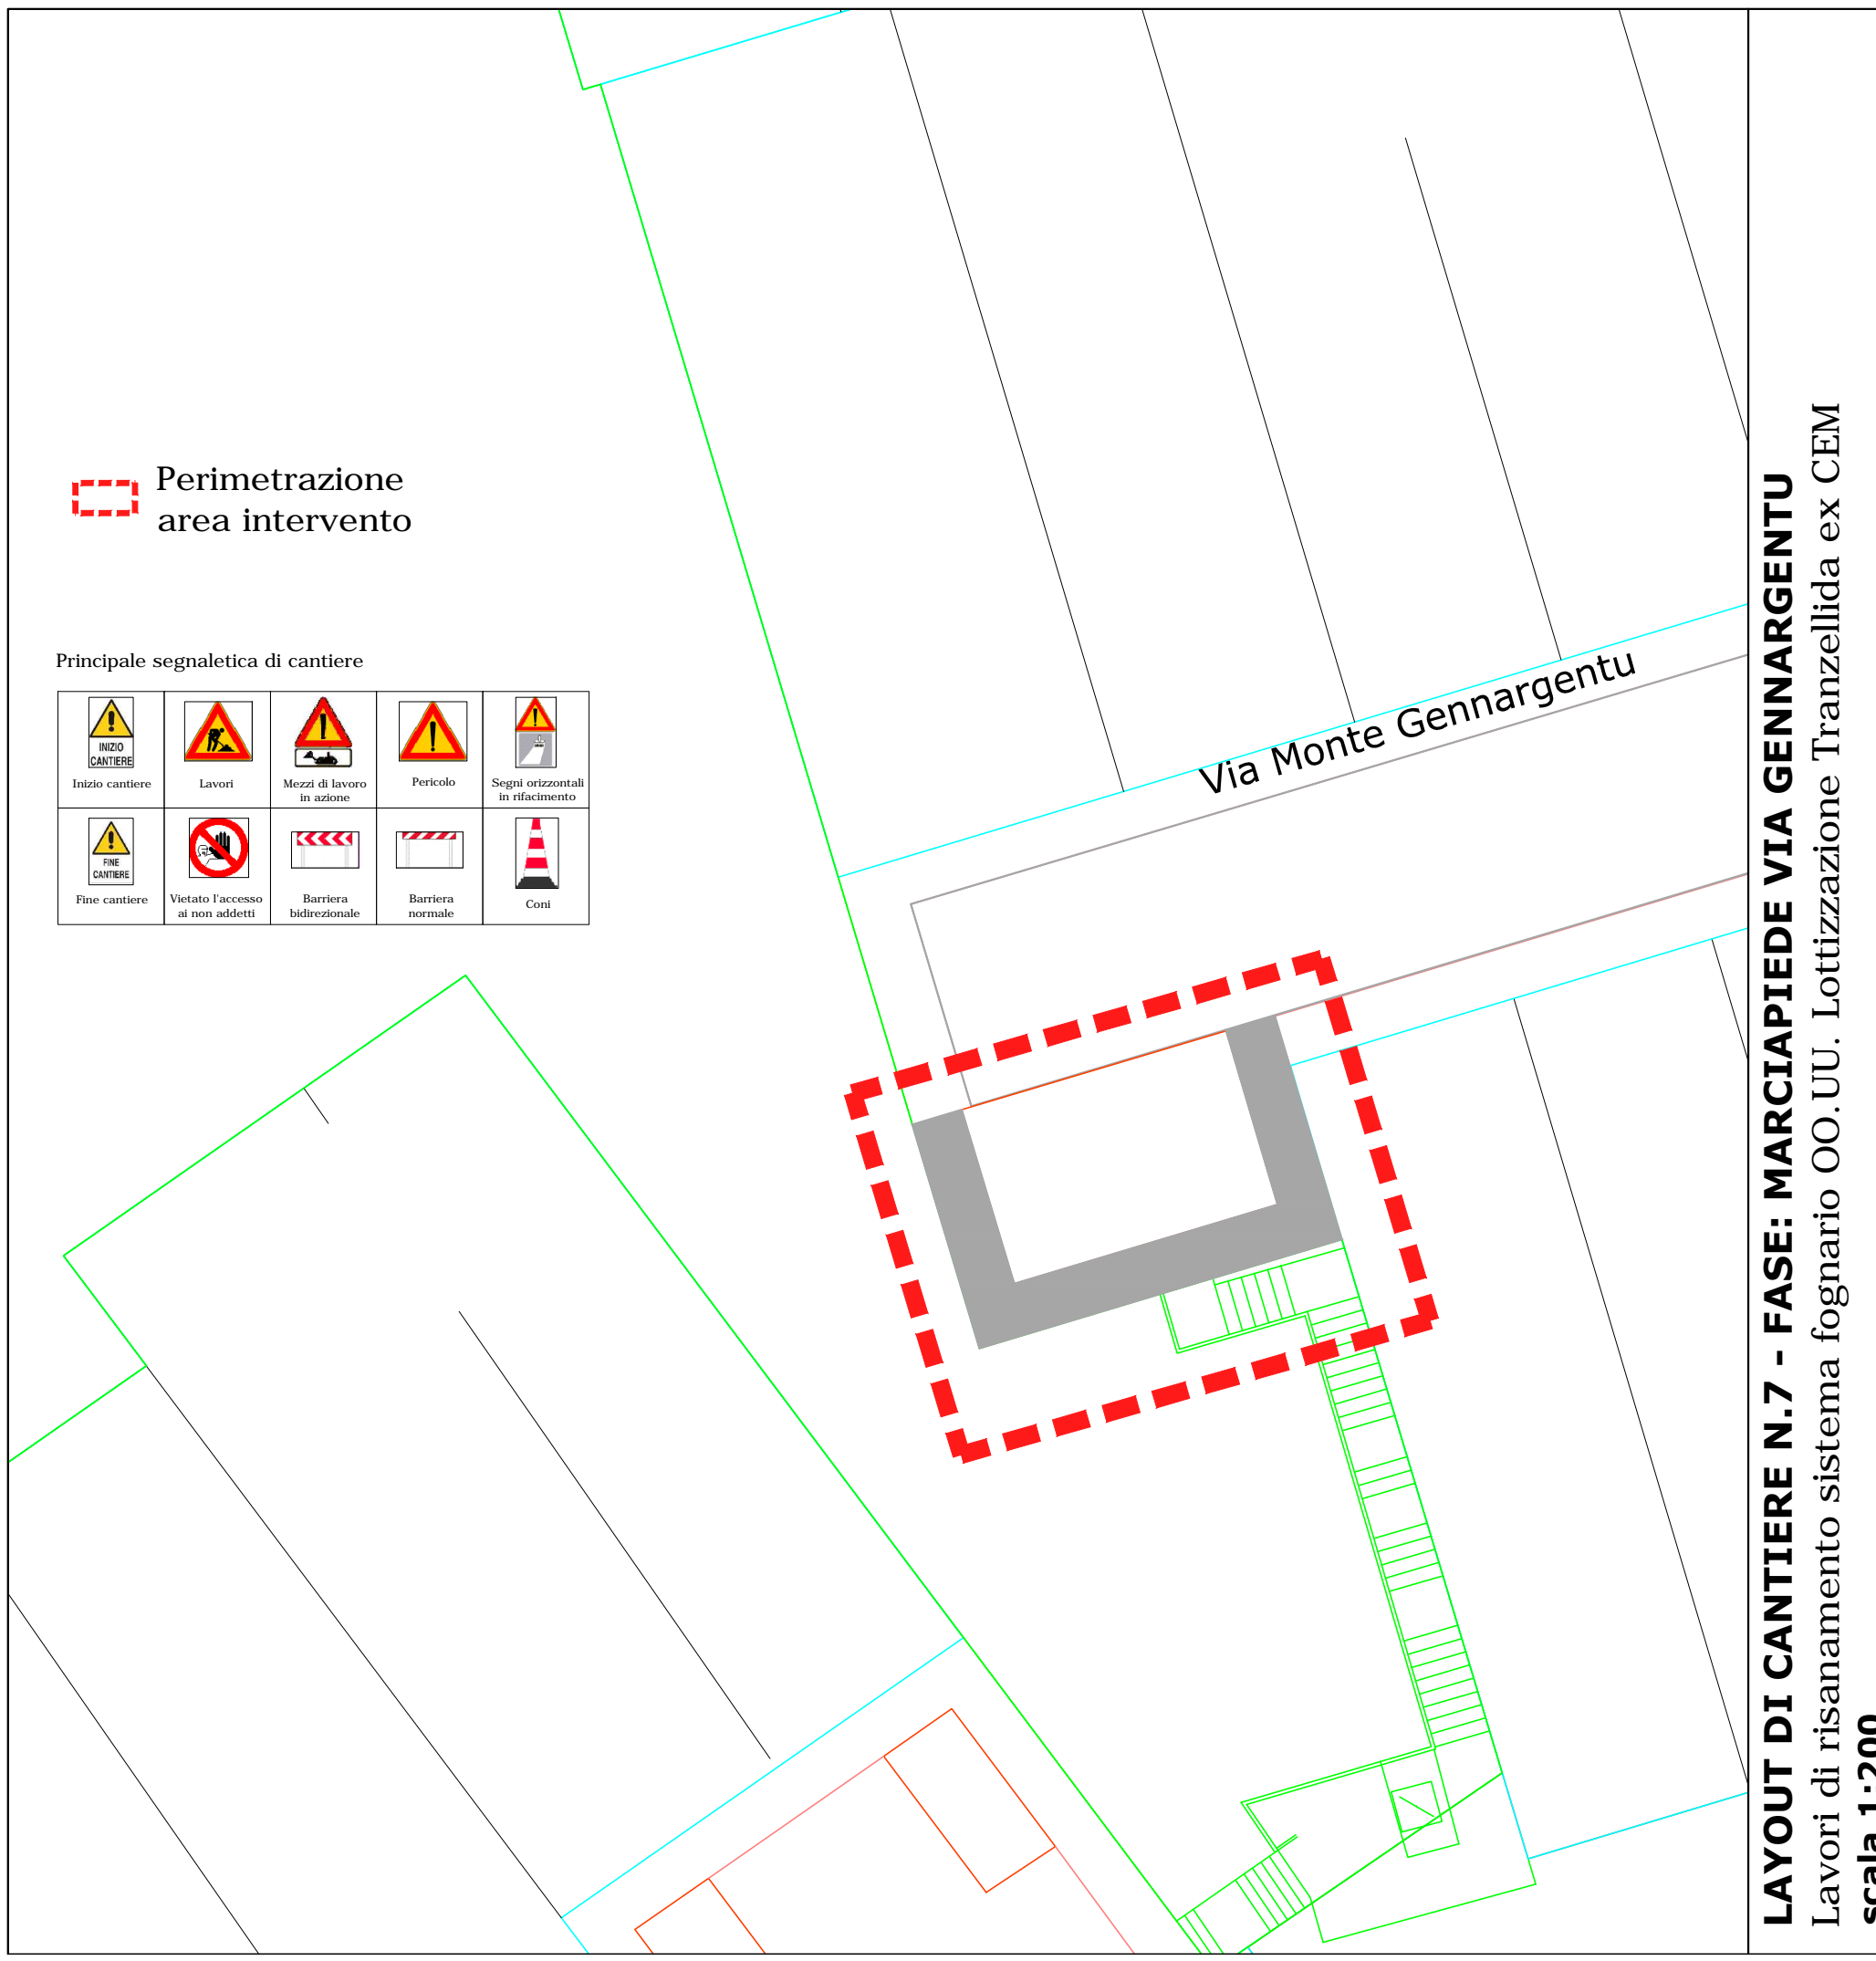 Perimetrazione
area intervento
Principale segnaletica di cantiere
INIZIO
CANTIERE
Inizio cantiere
Lavori
Mezzi di lavoro
in azione
Pericolo
Segni orizzontali
in rifacimento
FINE
CANTIERE
Fine cantiere
Vietato l'accesso
ai non addetti
Barriera
bidirezionale
Barriera
normale
Coni
Via Monte Gennargentu
LAYOUT DI CANTIERE N.7 - FASE: MARCIAPIEDE VIA GENNARGENTU
Lavori di risanamento sistema fognario OO.UU. Lottizzazione Tranzellida ex CEM
scala 1:200